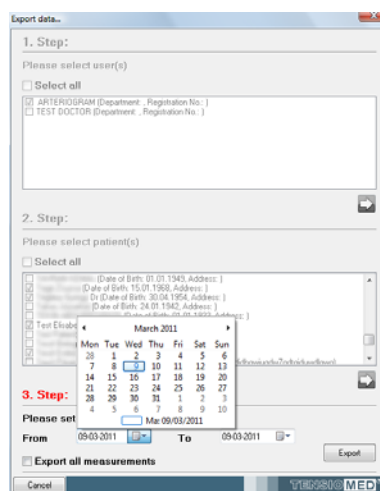 Export data...
1. Step:
Please select user(s)
Select all
ARTERIOGRAM (Department: , Registration No.: )
TEST DOCTOR (Department: , Registration No.: )
2. Step:
Please select patient(s)
Select all
(Date of Birth: 01.01.1949, Address: )
(Date of Birth: 15.01.1968, Address: )
Dr (Date of Birth: 30.04.1954, Address: )
(Date of Birth: 24.01.1942, Address: )
Test
March 2011
Mon Tue Wed Thu Fri Sat Sun
28 1 2 3 4 5 6
7 8 9 10 11 12 13
14 15 16 17 18 19 20
21 22 23 24 25 26 27
28 29 30 31 1 2 3
4 5 6 7 8 9 10
Ma: 09/03/2011
3. Step:
Please set
From 09-03-2011 To 09-03-2011
Export all measurements
Export
Cancel
TENSIOMED